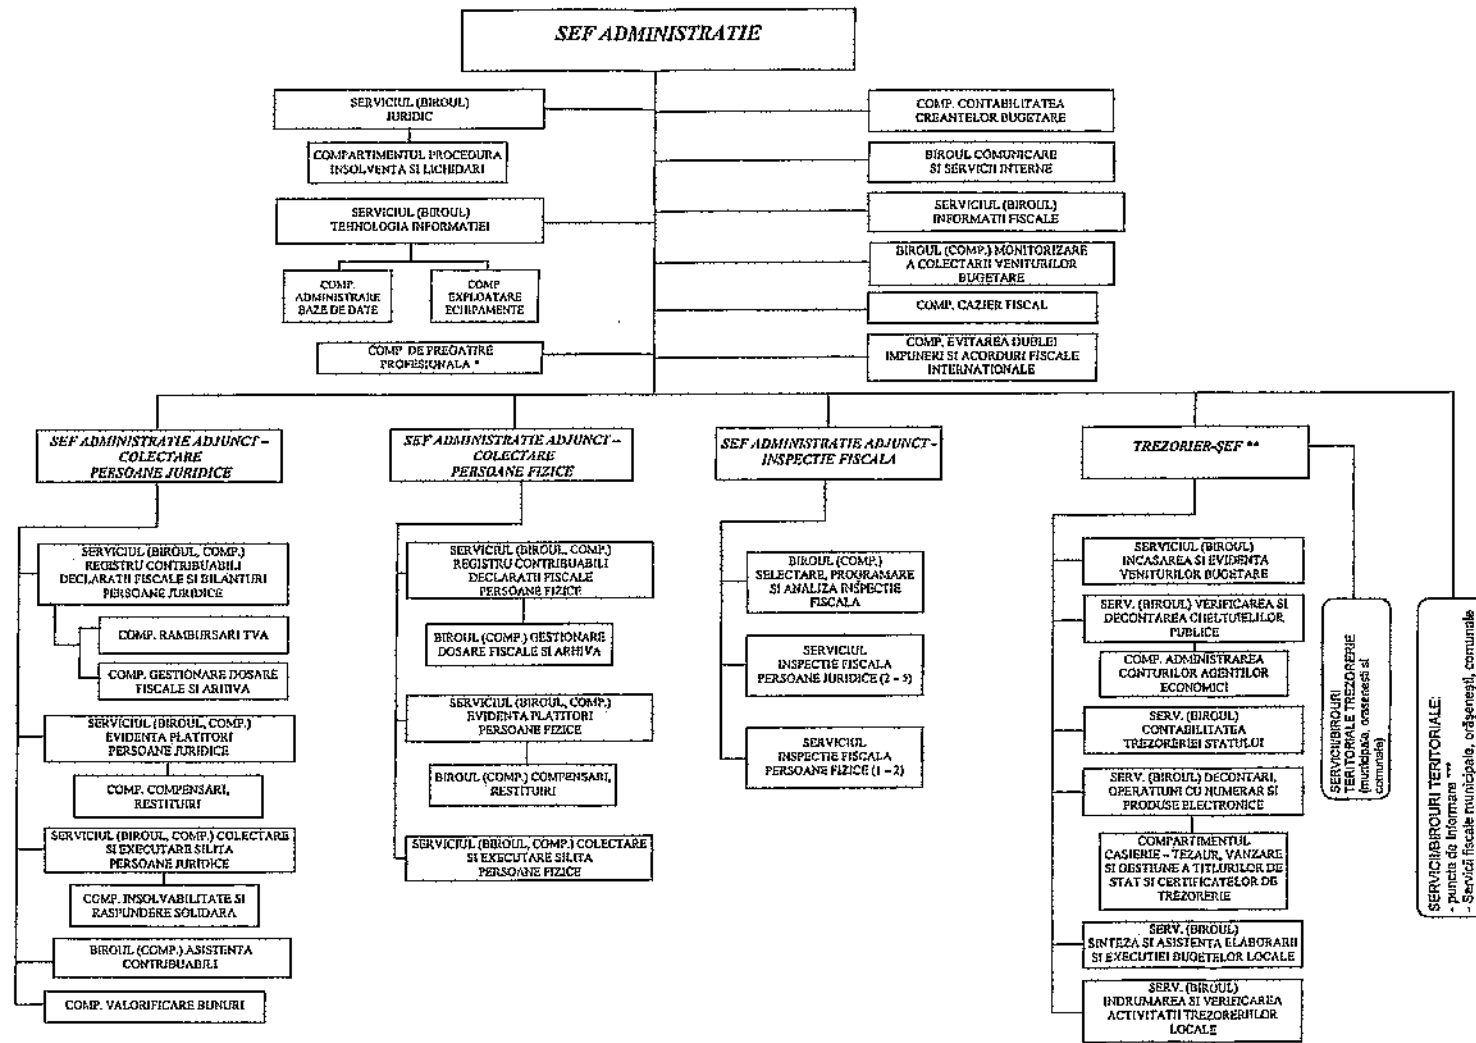 SEF ADMINISTRATIE
SERVICIUL (BIROUL)
JURIDIC
COMPARTIMENTUL PROCEDURA
INSOLVENTA SI LICHIDARI
SERVICIUL (BIROUL)
TEHNOLOGIA INFORMATIEI
COMP.
ADMINISTRARE
BAZE DE DATE
COMP
EXPLOATARE
ECHIPAMENTE
COMP. DE PREGATIRE
PROFESIONALA *
COMP. CONTABILITATEA
CREANTELOR BUGETARE
BIROUL COMUNICARE
SI SERVICII INTERNE
SERVICIUL (BIROUL)
INFORMATII FISCALE
BIROUL (COMP.) MONITORIZARE
A COLECTARII VENITURILOR
BUGETARE
COMP. CAZIER FISCAL
COMP. EVITAREA DUBLEI
IMPUNERI SI ACORDURI FISCALE
INTERNATIONALE
SEF ADMINISTRATIE ADJUNCT –
COLECTARE
PERSOANE JURIDICE
SERVICIUL (BIROUL, COMP.)
REGISTRU CONTRIBUABILI
DECLARATII FISCALE SI BILANTURI
PERSOANE JURIDICE
COMP. RAMBURSARI TVA
COMP. GESTIONARE DOSARE
FISCALE SI ARHIVA
SERVICIUL (BIROUL, COMP.)
EVIDENTA PLATITORI
PERSOANE JURIDICE
COMP. COMPENSARI,
RESTITUIRI
SERVICIUL (BIROUL, COMP.) COLECTARE
SI EXECUTARE SILITA
PERSOANE JURIDICE
COMP. INSOLVABILITATE SI
RASPUNDERE SOLIDARA
BIROUL (COMP.) ASISTENTA
CONTRIBUABILI
COMP. VALORIFICARE BUNURI
SEF ADMINISTRATIE ADJUNCT –
COLECTARE
PERSOANE FIZICE
SERVICIUL (BIROUL, COMP.)
REGISTRU CONTRIBUABILI
DECLARATII FISCALE
PERSOANE FIZICE
BIROUL (COMP.) GESTIONARE
DOSARE FISCALE SI ARHIVA
SERVICIUL (BIROUL, COMP.)
EVIDENTA PLATITORI
PERSOANE FIZICE
BIROUL (COMP.) COMPENSARI,
RESTITUIRI
SERVICIUL (BIROUL, COMP.) COLECTARE
SI EXECUTARE SILITA
PERSOANE FIZICE
SEF ADMINISTRATIE ADJUNCT–
INSPECTIE FISCALA
BIROUL (COMP.)
SELECTARE, PROGRAMARE
SI ANALIZA INSPECTIE
FISCALA
SERVICIUL
INSPECTIE FISCALA
PERSOANE JURIDICE (2 – 5)
SERVICIUL
INSPECTIE FISCALA
PERSOANE FIZICE (1 – 2)
TREZORIER-ŞEF **
SERVICIUL (BIROUL)
INCASAREA SI EVIDENTA
VENITURILOR BUGETARE
SERV. (BIROUL) VERIFICAREA SI
DECONTAREA CHELTUIELILOR
PUBLICE
COMP. ADMINISTRAREA
CONTURILOR AGENTILOR
ECONOMICI
SERV. (BIROUL)
CONTABILITATEA
TREZORERIEI STATULUI
SERV. (BIROUL) DECONTARI,
OPERATIUNI CU NUMERAR SI
PRODUSE ELECTRONICE
COMPARTIMENTUL
CASIERIE – TEZAUR, VANZARE
SI GESTIUNE A TITLURILOR DE
STAT SI CERTIFICATELOR DE
TREZORERIE
SERV. (BIROUL)
SINTEZA SI ASISTENTA ELABORARII
SI EXECUTIEI BUGETELOR LOCALE
SERV. (BIROUL)
INDRUMAREA SI VERIFICAREA
ACTIVITATII TREZORERIILOR
LOCALE
SERVICII/BIROURI
TERITORIALE TREZORERIE
(municipala, orasenesti si
comunale)
SERVICII/BIROURI TERITORIALE:
- puncte de informare ***
- Servicii fiscale municipale, orăşeneşti, comunale